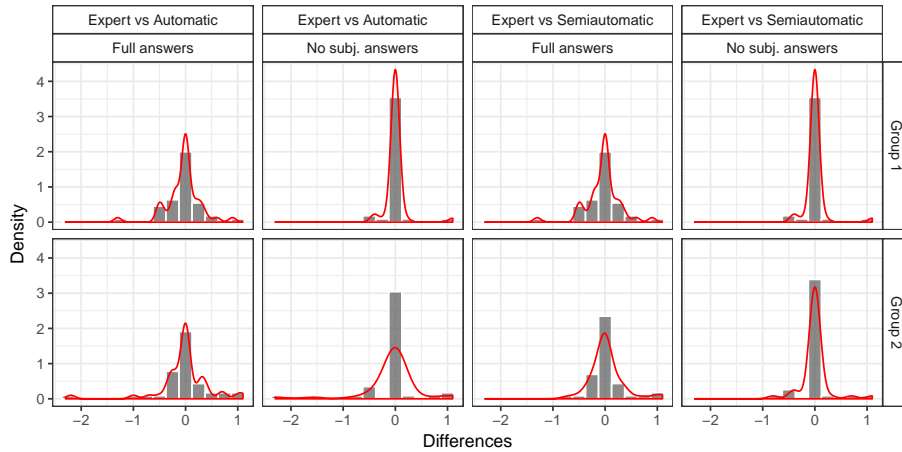 Expert vs Automatic
Expert vs Automatic
Expert vs Semiautomatic
Expert vs Semiautomatic
Full answers
No subj. answers
Full answers
No subj. answers
4
3
2
1
0
Group 1
4
3
2
1
0
Group 2
Density
−2 −1 0 1
−2 −1 0 1
−2 −1 0 1
−2 −1 0 1
Differences